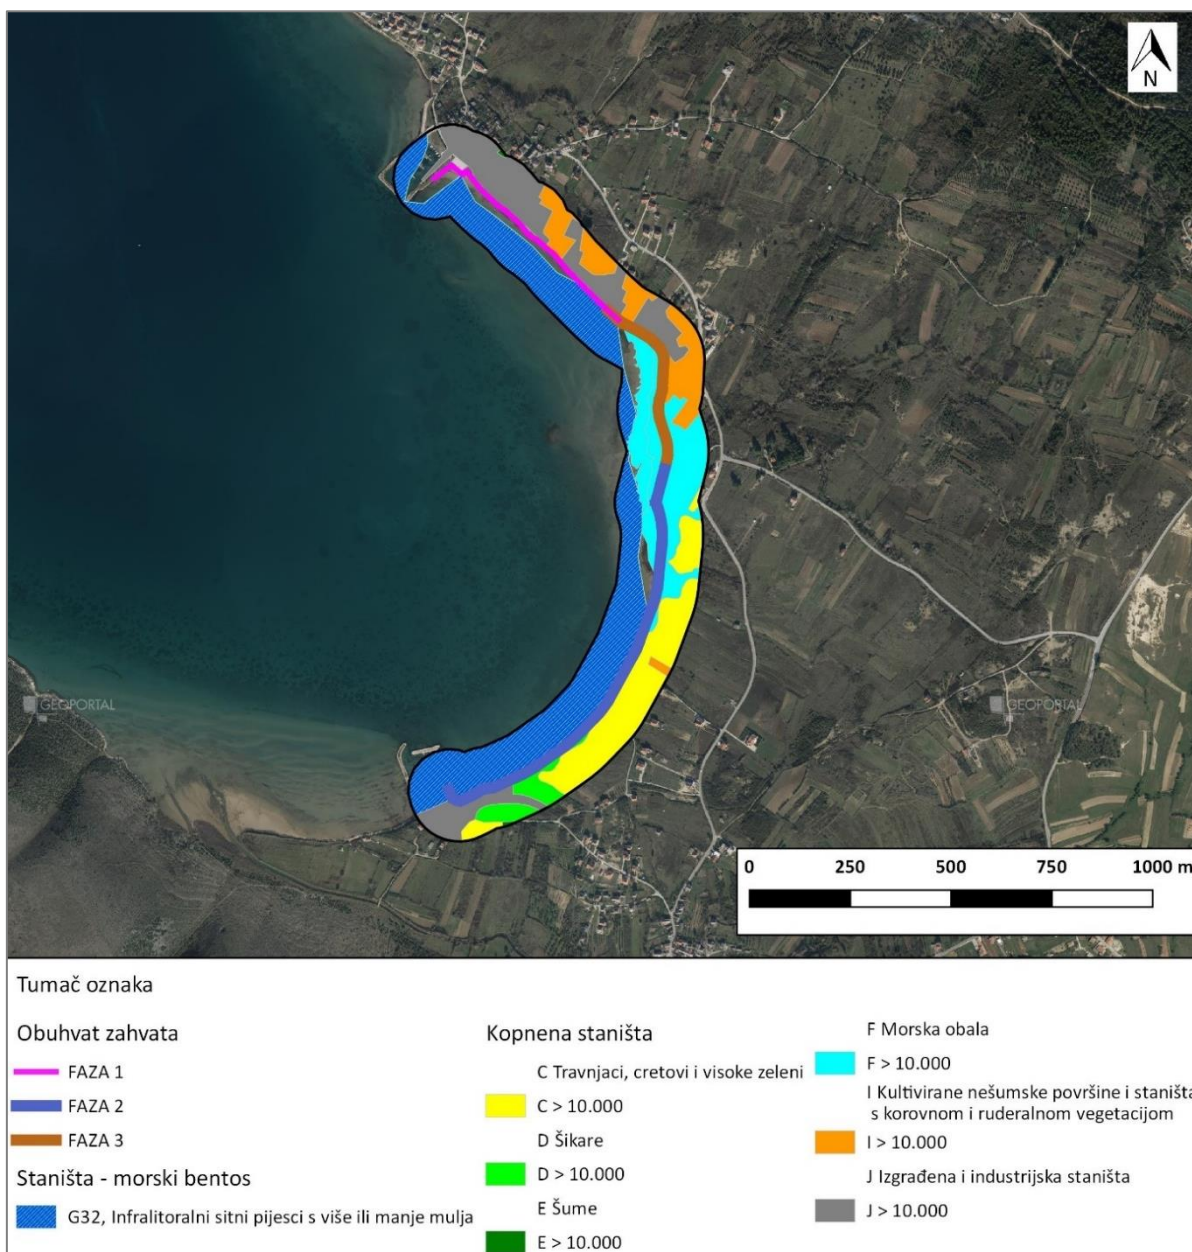 N
GEOPORTAL
GEOPORTAL
0 250 500 750 1000 m
Tumač oznaka
Obuhvat zahvata
FAZA 1
FAZA 2
FAZA 3
Staništa - morski bentos
G32, Infralitoralni sitni pijesci s više ili manje mulja
Kopnena staništa
C Travnjaci, cretovi i visoke zeleni
C > 10.000
D Šikare
D > 10.000
E Šume
E > 10.000
F Morska obala
F > 10.000
I Kultivirane nešumske površine i staništa
s korovnom i ruderalnom vegetacijom
I > 10.000
J Izgrađena i industrijska staništa
J > 10.000